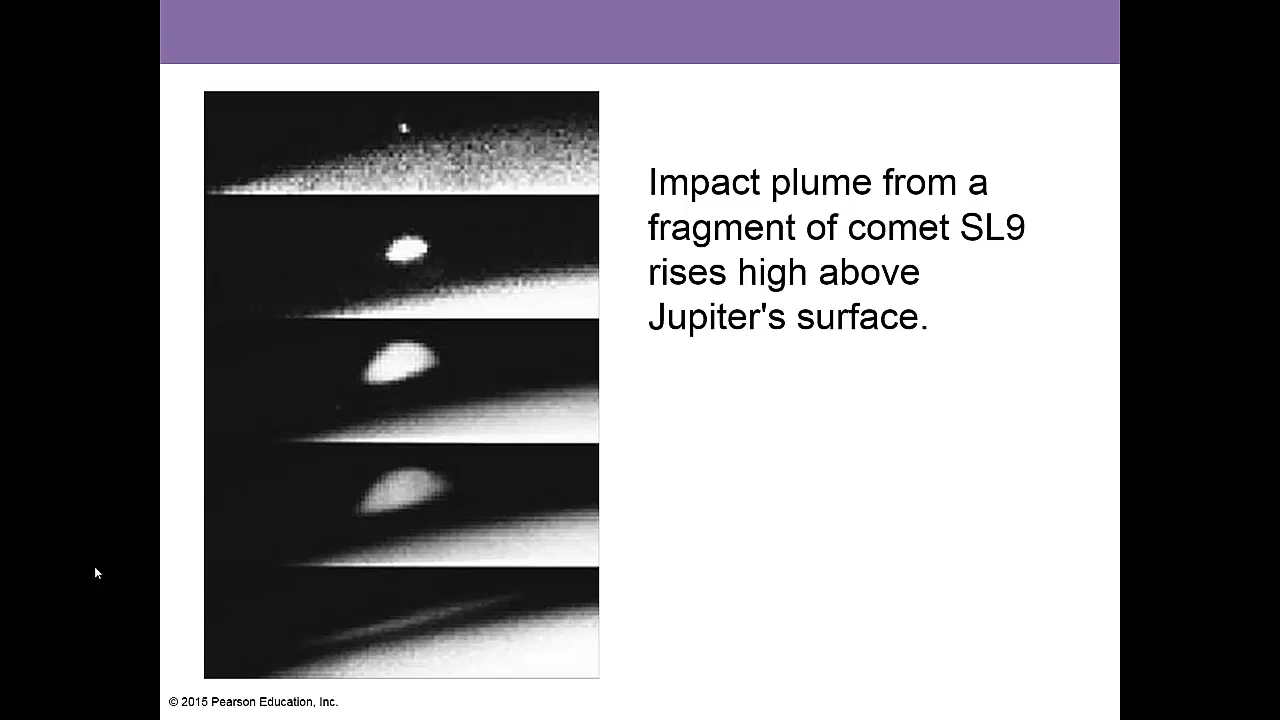 Impact plume from a
fragment of comet SL9
rises high above
Jupiter's surface.
© 2015 Pearson Education, Inc.